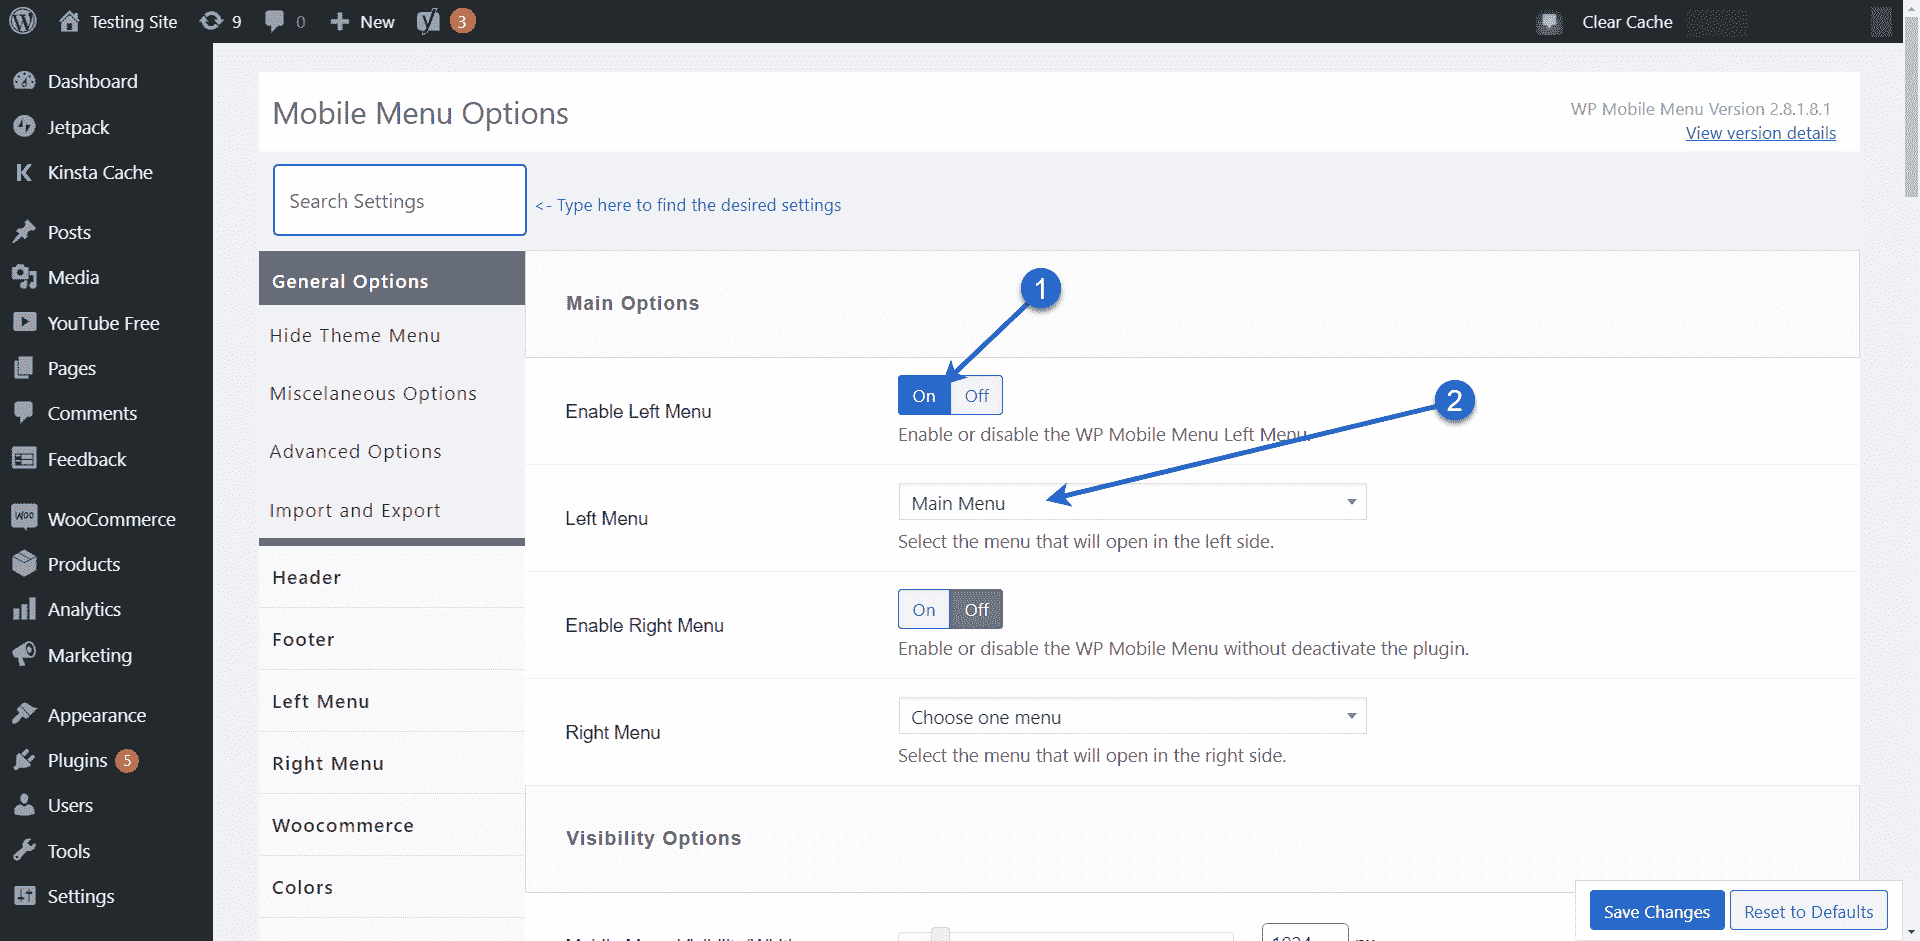 Testing Site 9 0 New 3 Clear Cache
Dashboard
Jetpack
Kinsta Cache
Posts
Media
YouTube Free
Pages
Comments
Feedback
WooCommerce
Products
Analytics
Marketing
Appearance
Plugins 5
Users
Tools
Settings
Mobile Menu Options
WP Mobile Menu Version 2.8.1.8.1
View version details
Search Settings
<- Type here to find the desired settings
General Options
Hide Theme Menu
Miscelaneous Options
Advanced Options
Import and Export
Header
Footer
Left Menu
Right Menu
Woocommerce
Colors
Main Options
1
Enable Left Menu
On Off
2
Enable or disable the WP Mobile Menu Left Menu.
Left Menu
Main Menu
Select the menu that will open in the left side.
Enable Right Menu
On Off
Enable or disable the WP Mobile Menu without deactivate the plugin.
Right Menu
Choose one menu
Select the menu that will open in the right side.
Visibility Options
Save Changes
Reset to Defaults